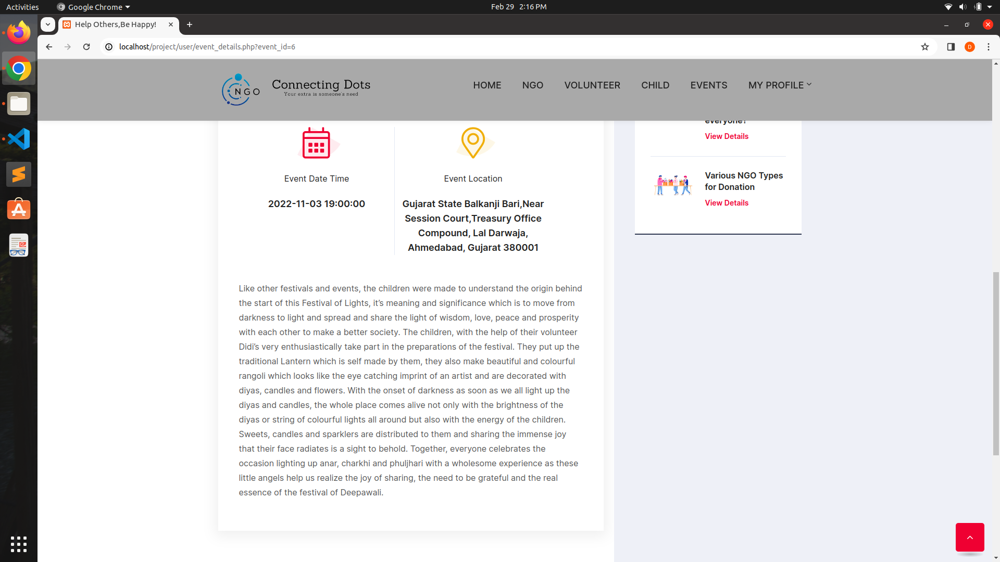 Activities
Google Chrome
Feb 29 2:16 PM
Help Others,Be Happy!
localhost/project/user/event_details.php?event_id=6
D
NGO
Connecting Dots
Your extra is someone's need
HOME
NGO
VOLUNTEER
CHILD
EVENTS
MY PROFILE
everyone?
View Details
Various NGO Types
for Donation
View Details
Event Date Time
2022-11-03 19:00:00
Event Location
Gujarat State Balkanji Bari,Near
Session Court,Treasury Office
Compound, Lal Darwaja,
Ahmedabad, Gujarat 380001
Like other festivals and events, the children were made to understand the origin behind
the start of this Festival of Lights, it’s meaning and significance which is to move from
darkness to light and spread and share the light of wisdom, love, peace and prosperity
with each other to make a better society. The children, with the help of their volunteer
Didi’s very enthusiastically take part in the preparations of the festival. They put up the
traditional Lantern which is self made by them, they also make beautiful and colourful
rangoli which looks like the eye catching imprint of an artist and are decorated with
diyas, candles and flowers. With the onset of darkness as soon as we all light up the
diyas and candles, the whole place comes alive not only with the brightness of the
diyas or string of colourful lights all around but also with the energy of the children.
Sweets, candles and sparklers are distributed to them and sharing the immense joy
that their face radiates is a sight to behold. Together, everyone celebrates the
occasion lighting up anar, charkhi and phuljhari with a wholesome experience as these
little angels help us realize the joy of sharing, the need to be grateful and the real
essence of the festival of Deepawali.